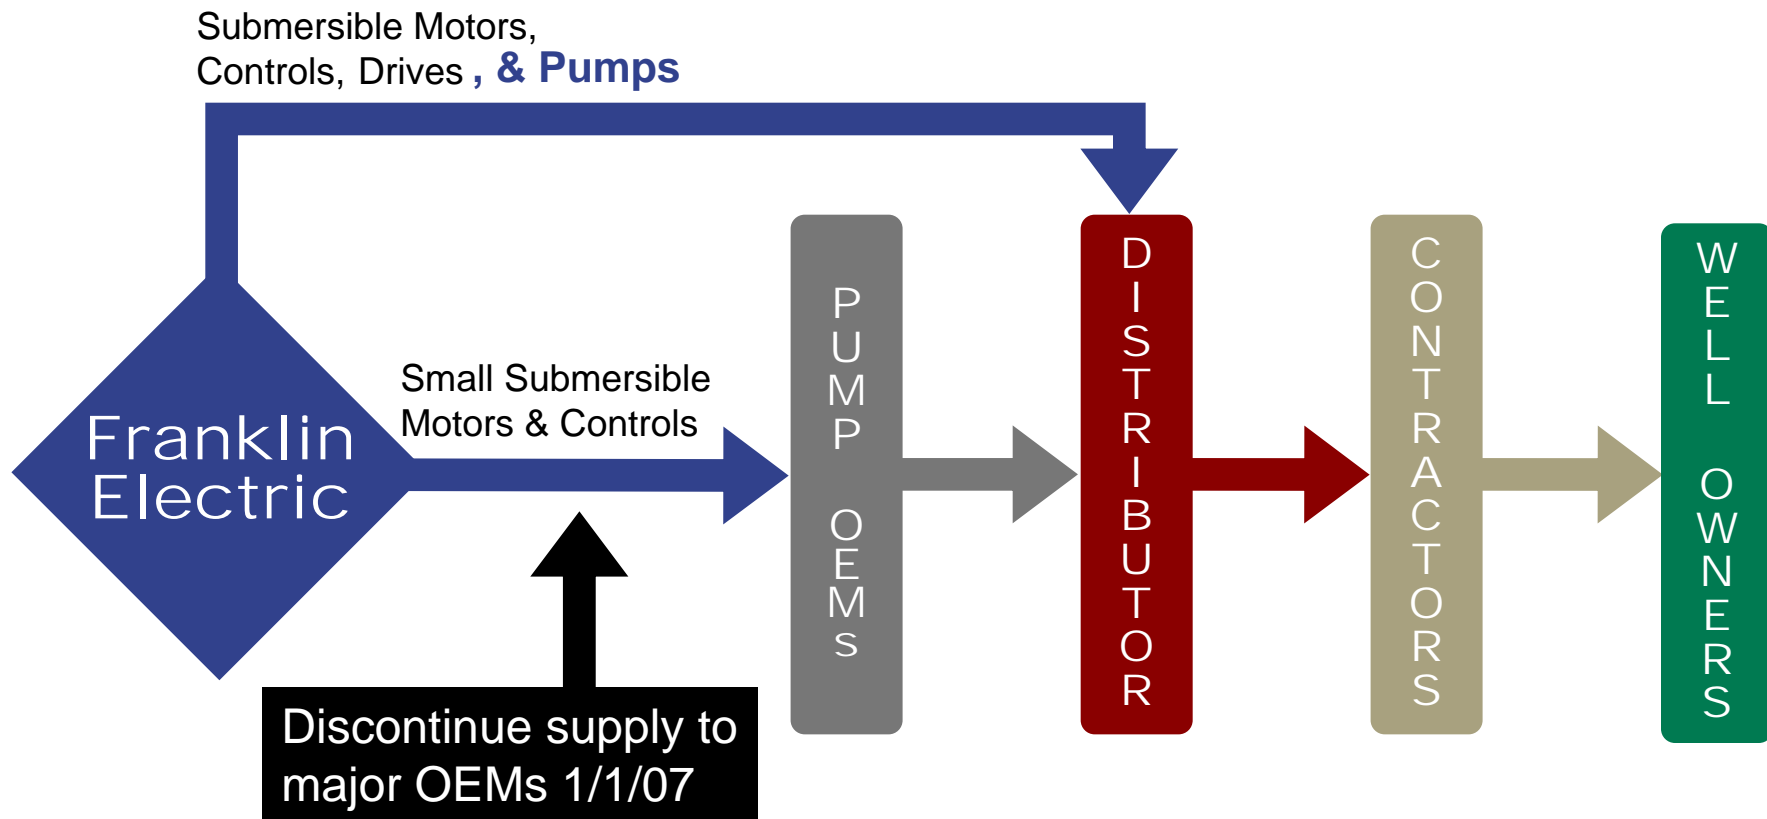 Submersible Motors,
Controls, Drives , & Pumps
Small Submersible
Motors & Controls
Franklin
Electric
PUMP OEMs
DISTRIBUTOR
CONTRACTORS
WELL OWNERS
Discontinue supply to
major OEMs 1/1/07